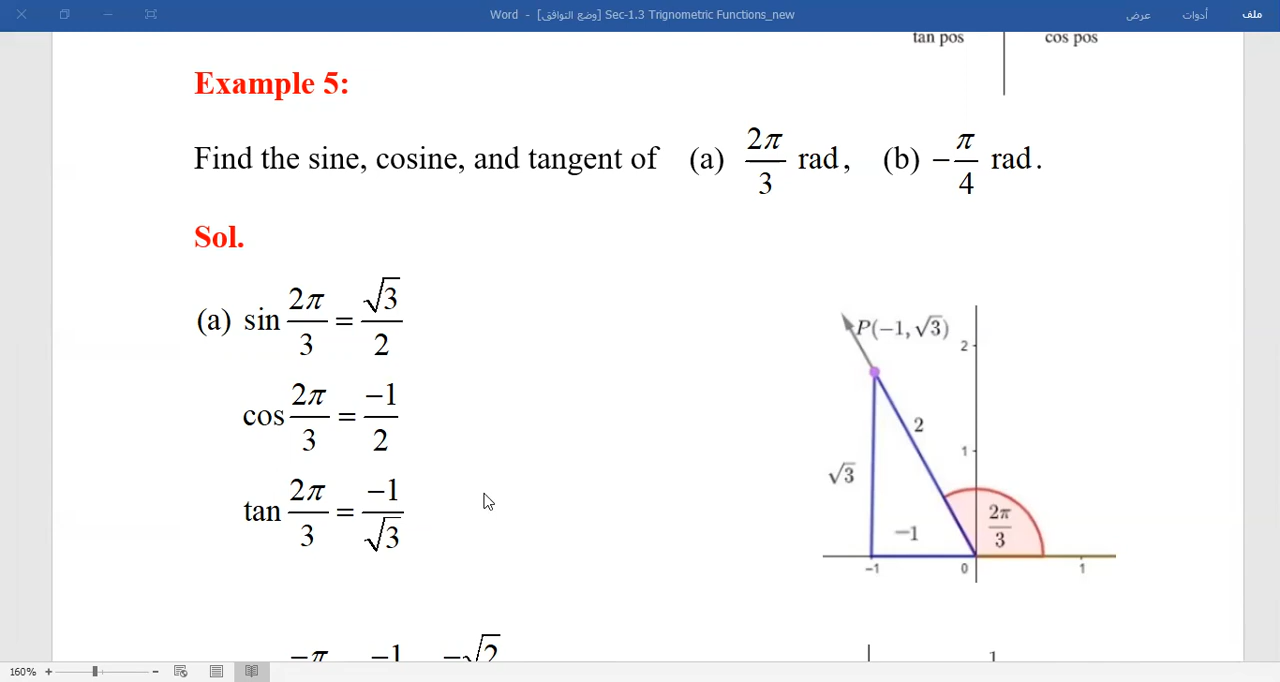 Word - [وضع التوافق] Sec-1.3 Trignometric Functions_new
عرض أدوات ملف
tan pos cos pos
Example 5:
Find the sine, cosine, and tangent of (a) 2π/3 rad, (b) −π/4 rad.
Sol.
(a) sin 2π/3 = √3/2
cos 2π/3 = −1/2
tan 2π/3 = −1/√3
P(−1, √3)
2
2
1
√3
2π/3
−1
−1 0 1
−π −1 −√2
1
160%